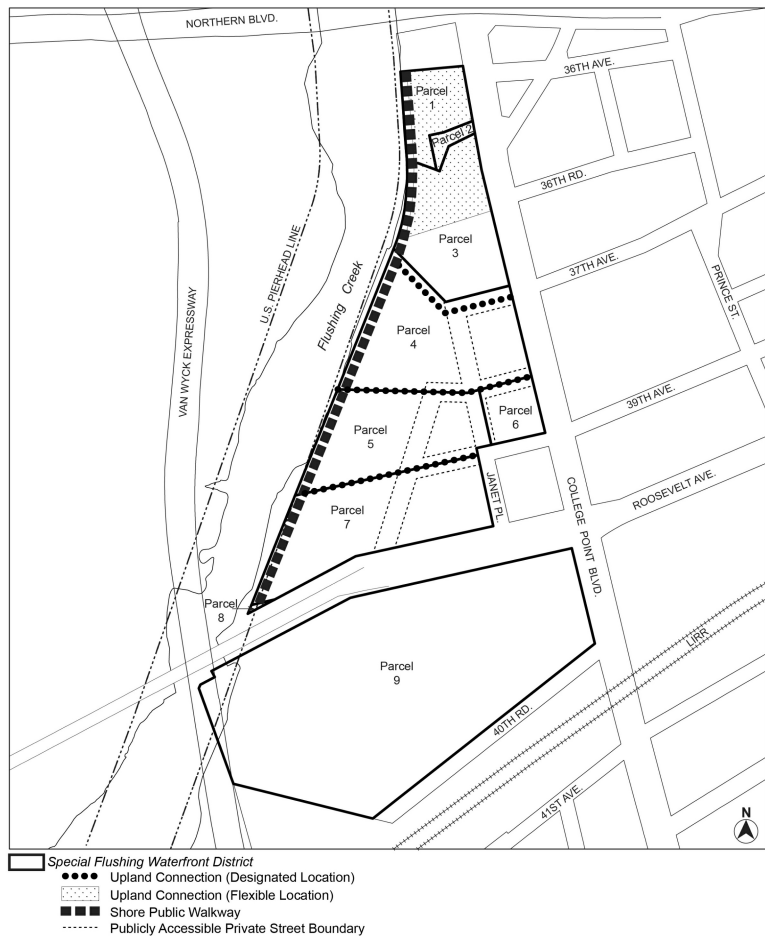 NORTHERN BLVD.
36TH AVE.
Parcel
1
Parcel 2
36TH RD.
Parcel
3
37TH AVE.
PRINCE ST.
U.S. PIERHEAD LINE
VAN WYCK EXPRESSWAY
Flushing Creek
Parcel
4
39TH AVE.
Parcel
5
Parcel
6
ROOSEVELT AVE.
JANET PL.
COLLEGE POINT BLVD.
Parcel
7
Parcel
8
LIRR
Parcel
9
40TH RD.
41ST AVE.
N
Special Flushing Waterfront District
Upland Connection (Designated Location)
Upland Connection (Flexible Location)
Shore Public Walkway
Publicly Accessible Private Street Boundary